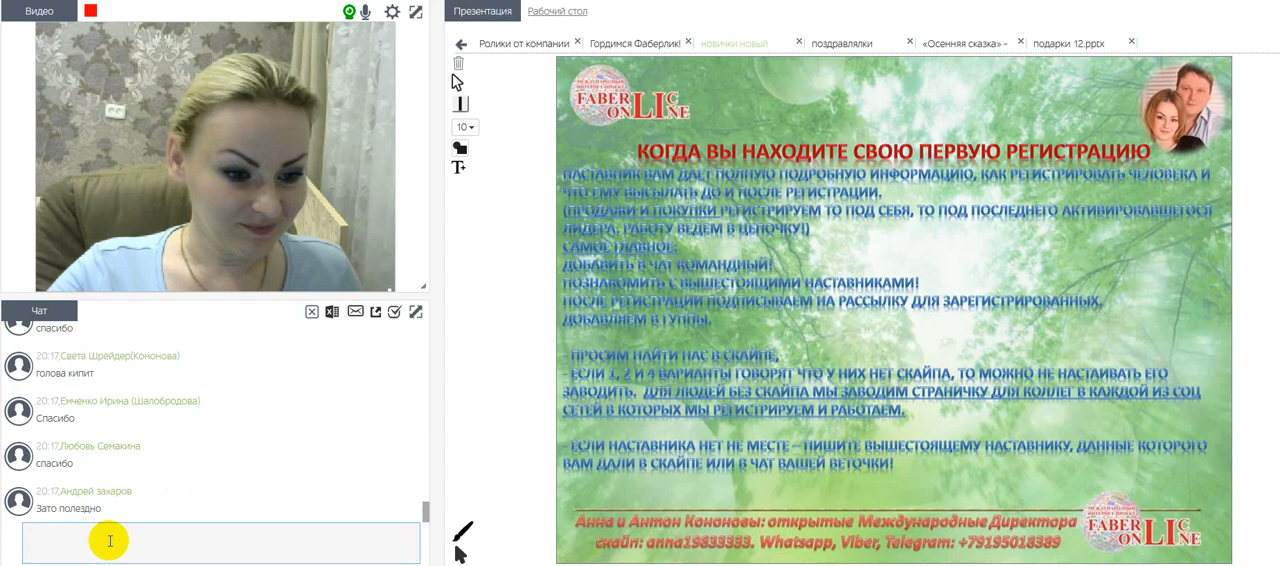 Видео
Презентация
Рабочий стол
Ролики от компании
Гордимся Фаберлик!
новички новый
поздравлялки
«Осенняя сказка» -
подарки 12.pptx
10
T+
МЕЖДУНАРОДНЫЙ
ИНТЕРНЕТ-ПРОЕКТ
FABERLIC
ONLINE
КОГДА ВЫ НАХОДИТЕ СВОЮ ПЕРВУЮ РЕГИСТРАЦИЮ
НАСТАВНИК ВАМ ДАЕТ ПОЛНУЮ ПОДРОБНУЮ ИНФОРМАЦИЮ, КАК РЕГИСТРИРОВАТЬ ЧЕЛОВЕКА И
ЧТО ЕМУ ВЫСЫЛАТЬ ДО И ПОСЛЕ РЕГИСТРАЦИИ.
(ПРОДАЖИ И ПОКУПКИ РЕГИСТРИРУЕМ ТО ПОД СЕБЯ, ТО ПОД ПОСЛЕДНЕГО АКТИВИРОВАВШЕГОСЯ
ЛИДЕРА. РАБОТУ ВЕДЕМ В ЦЕПОЧКУ!)
САМОЕ ГЛАВНОЕ:
ДОБАВИТЬ В ЧАТ КОМАНДНЫЙ!
ПОЗНАКОМИТЬ С ВЫШЕСТОЯЩИМИ НАСТАВНИКАМИ!
ПОСЛЕ РЕГИСТРАЦИИ ПОДПИСЫВАЕМ НА РАССЫЛКУ ДЛЯ ЗАРЕГИСТРИРОВАННЫХ,
ДОБАВЛЯЕМ В ГУППЫ.
- ПРОСИМ НАЙТИ НАС В СКАЙПЕ,
- ЕСЛИ 1, 2 И 4 ВАРИАНТЫ ГОВОРЯТ ЧТО У НИХ НЕТ СКАЙПА, ТО МОЖНО НЕ НАСТАИВАТЬ ЕГО
ЗАВОДИТЬ. ДЛЯ ЛЮДЕЙ БЕЗ СКАЙПА МЫ ЗАВОДИМ СТРАНИЧКУ ДЛЯ КОЛЛЕГ В КАЖДОЙ ИЗ СОЦ
СЕТЕЙ В КОТОРЫХ МЫ РЕГИСТРИРУЕМ И РАБОТАЕМ.
- ЕСЛИ НАСТАВНИКА НЕТ НЕ МЕСТЕ – ПИШИТЕ ВЫШЕСТОЯЩЕМУ НАСТАВНИКУ, ДАННЫЕ КОТОРОГО
ВАМ ДАЛИ В СКАЙПЕ ИЛИ В ЧАТ ВАШЕЙ ВЕТОЧКИ!
Анна и Антон Кононовы: открытые Международные Директора
скайп: anna19833333. Whatsapp, Viber, Telegram: +79195018389
FABERLIC
ONLINE
Чат
спасибо
20:17,Света Шрейдер(Кононова)
голова кипит
20:17,Емченко Ирина (Шалобродова)
Спасибо
20:17,Любовь Семакина
спасибо
20:17,Андрей захаров
Зато полездно